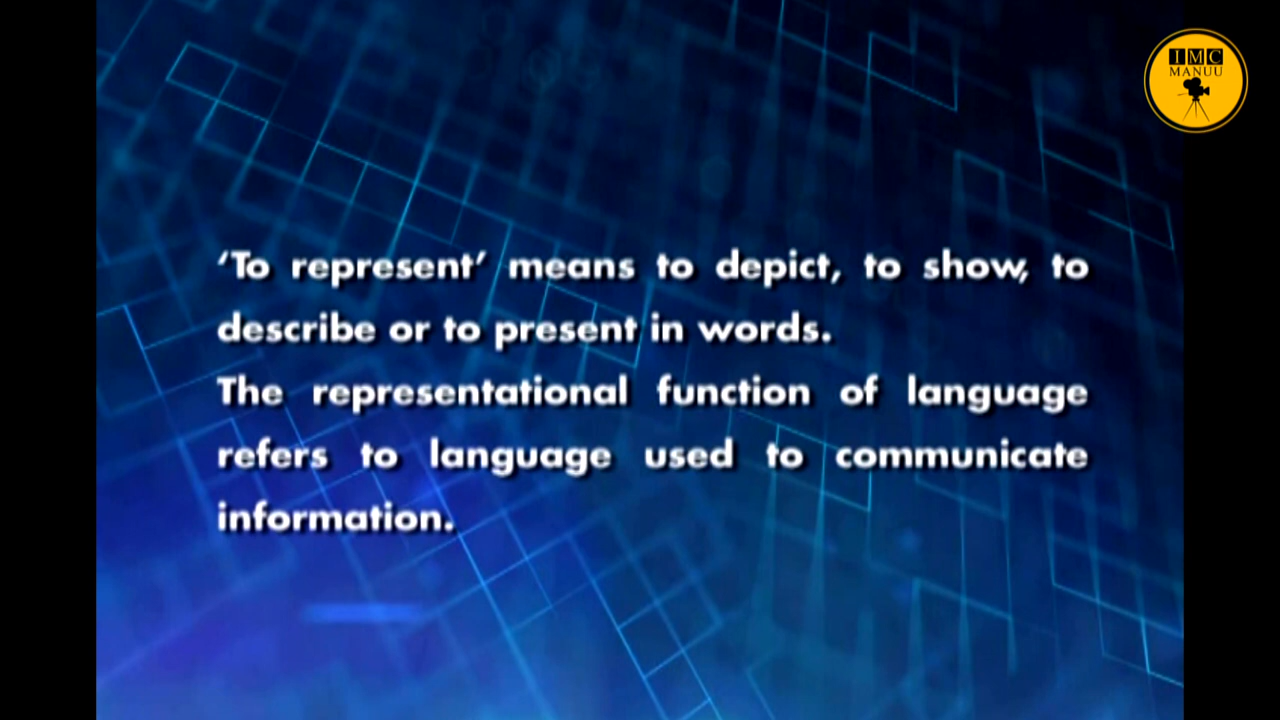 IMC
MANUU
‘To represent’ means to depict, to show, to
describe or to present in words.
The representational function of language
refers to language used to communicate
information.